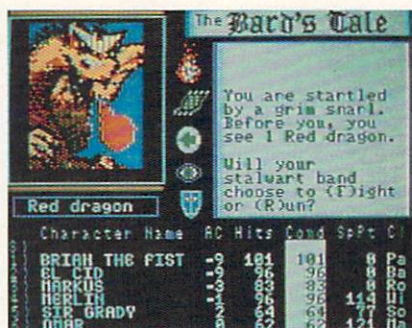 The Bard's Tale
You are startled
by a grim snarl.
Before you, you
see 1 Red dragon.
Will your
stalwart band
choose to (F)ight
or (R)un?
Red dragon
Character Name AC Hits Cond SpPt Cl
BRIAN THE FIST -9 101 101 0 Pa
EL CID -9 96 96 0 Ba
MARKUS -3 83 83 0 Ro
MERLIN -1 96 96 114 Wi
SIR GRADY 2 64 64 77 So
OMAR 0